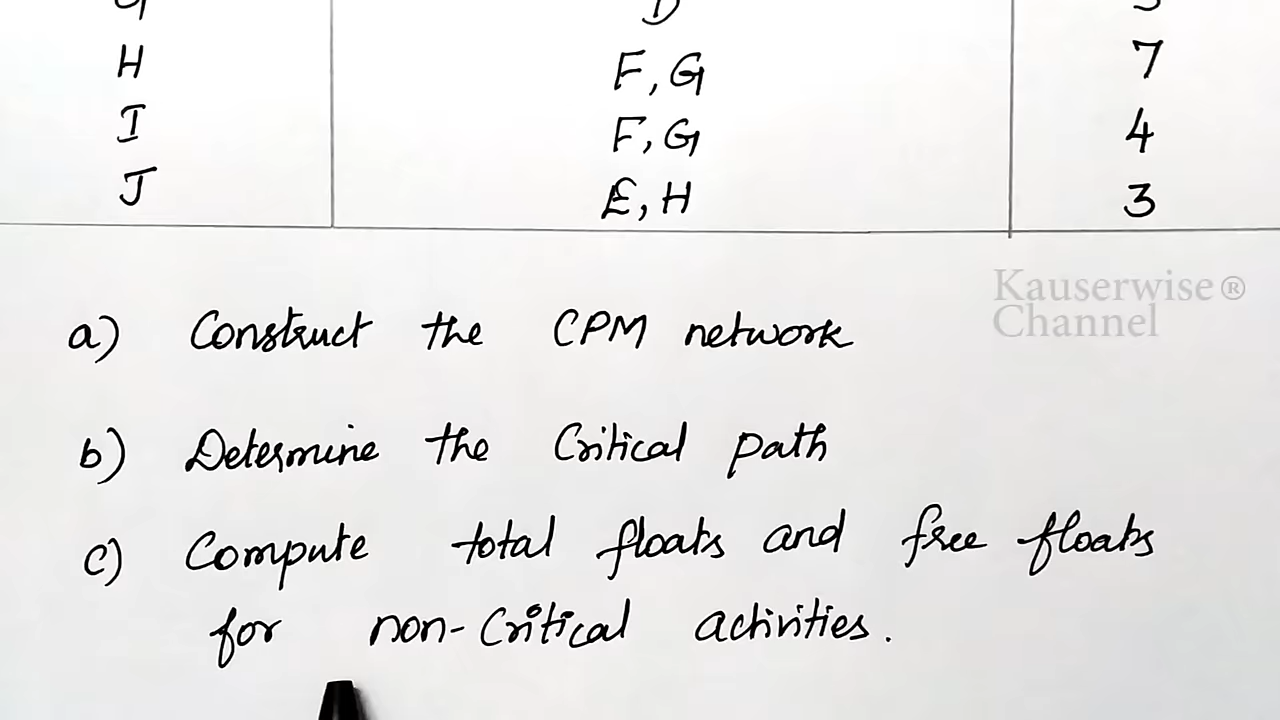 G D 5
H F, G 7
I F, G 4
J E, H 3
Kauserwise®
Channel
a) Construct the CPM network
b) Determine the Critical path
c) Compute total floats and free floats
for non-Critical activities.